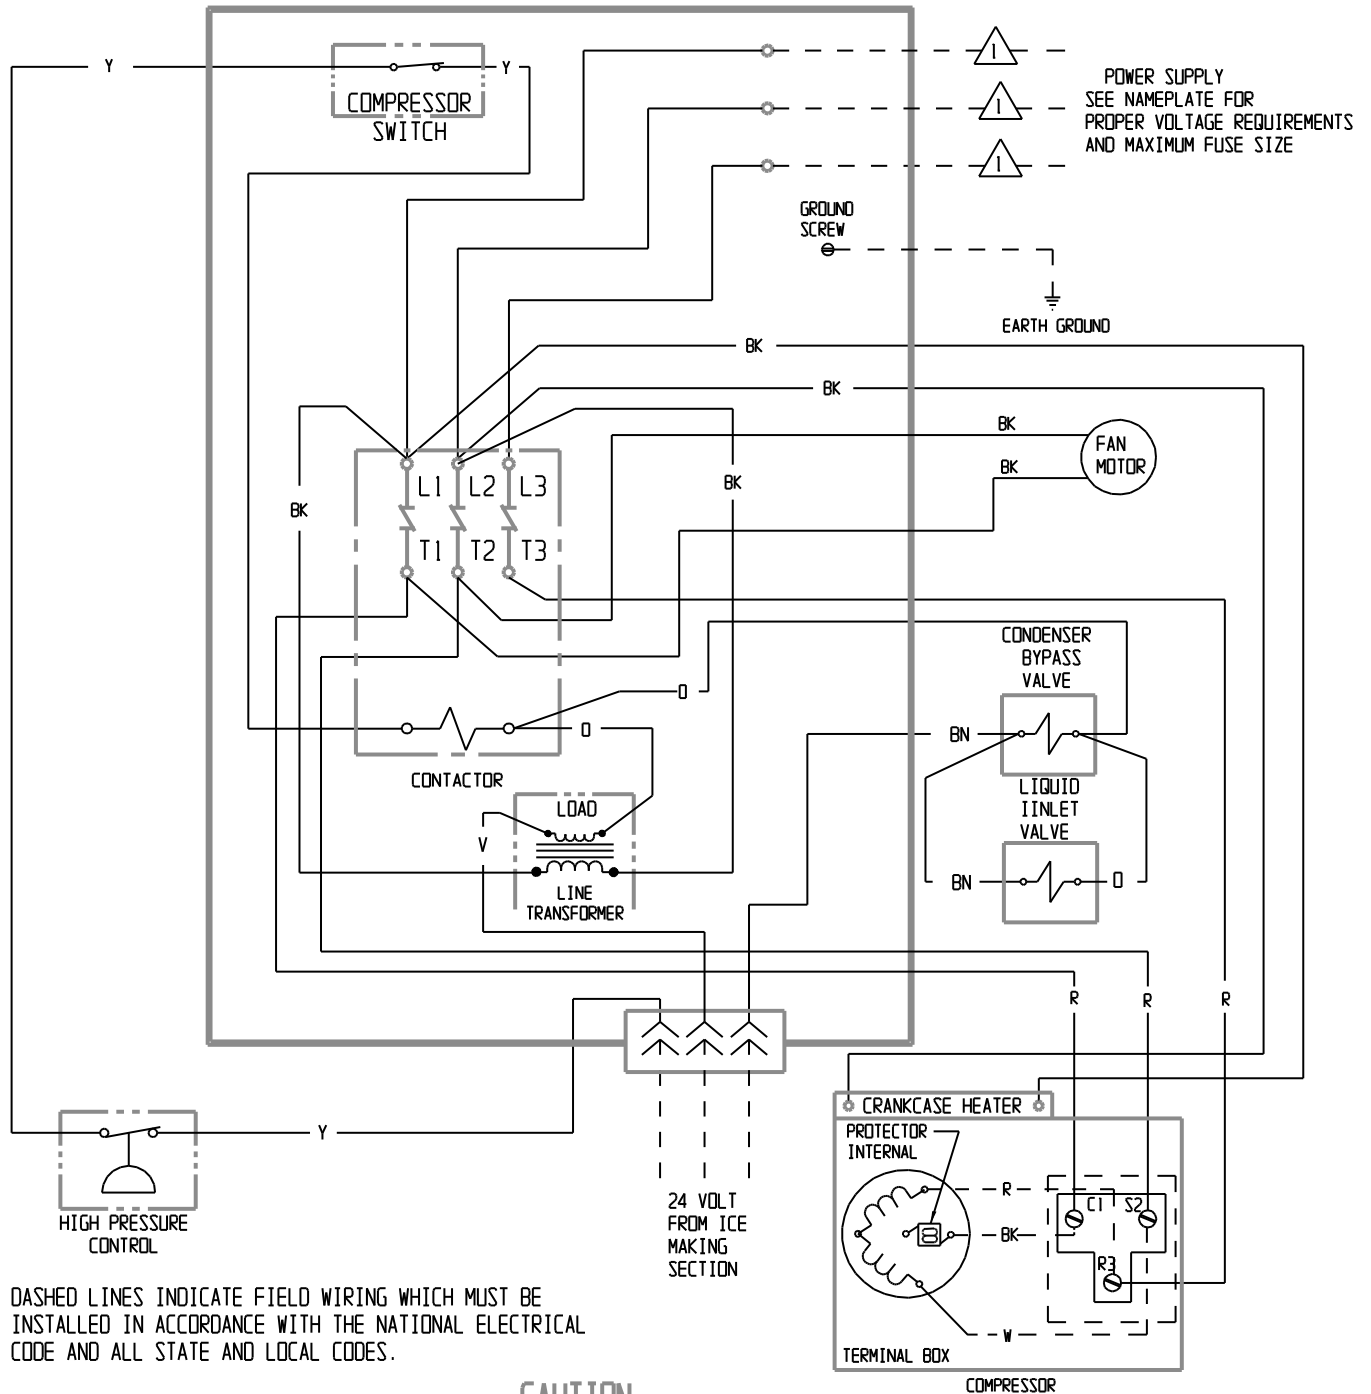 Y
Y
COMPRESSOR
SWITCH
1
1
1
POWER SUPPLY
SEE NAMEPLATE FOR
PROPER VOLTAGE REQUIREMENTS
AND MAXIMUM FUSE SIZE
GROUND
SCREW
EARTH GROUND
BK
BK
BK
BK
FAN
MOTOR
BK
BK
L1
L2
L3
T1
T2
T3
CONDENSER
BYPASS
VALVE
O
O
BN
CONTACTOR
LIQUID
IINLET
VALVE
LOAD
V
BN
O
LINE
TRANSFORMER
R
R
R
CRANKCASE HEATER
PROTECTOR
INTERNAL
Y
R
C1
S2
BK
R3
W
24 VOLT
FROM ICE
MAKING
SECTION
HIGH PRESSURE
CONTROL
TERMINAL BOX
COMPRESSOR
DASHED LINES INDICATE FIELD WIRING WHICH MUST BE
INSTALLED IN ACCORDANCE WITH THE NATIONAL ELECTRICAL
CODE AND ALL STATE AND LOCAL CODES.
CAUTION